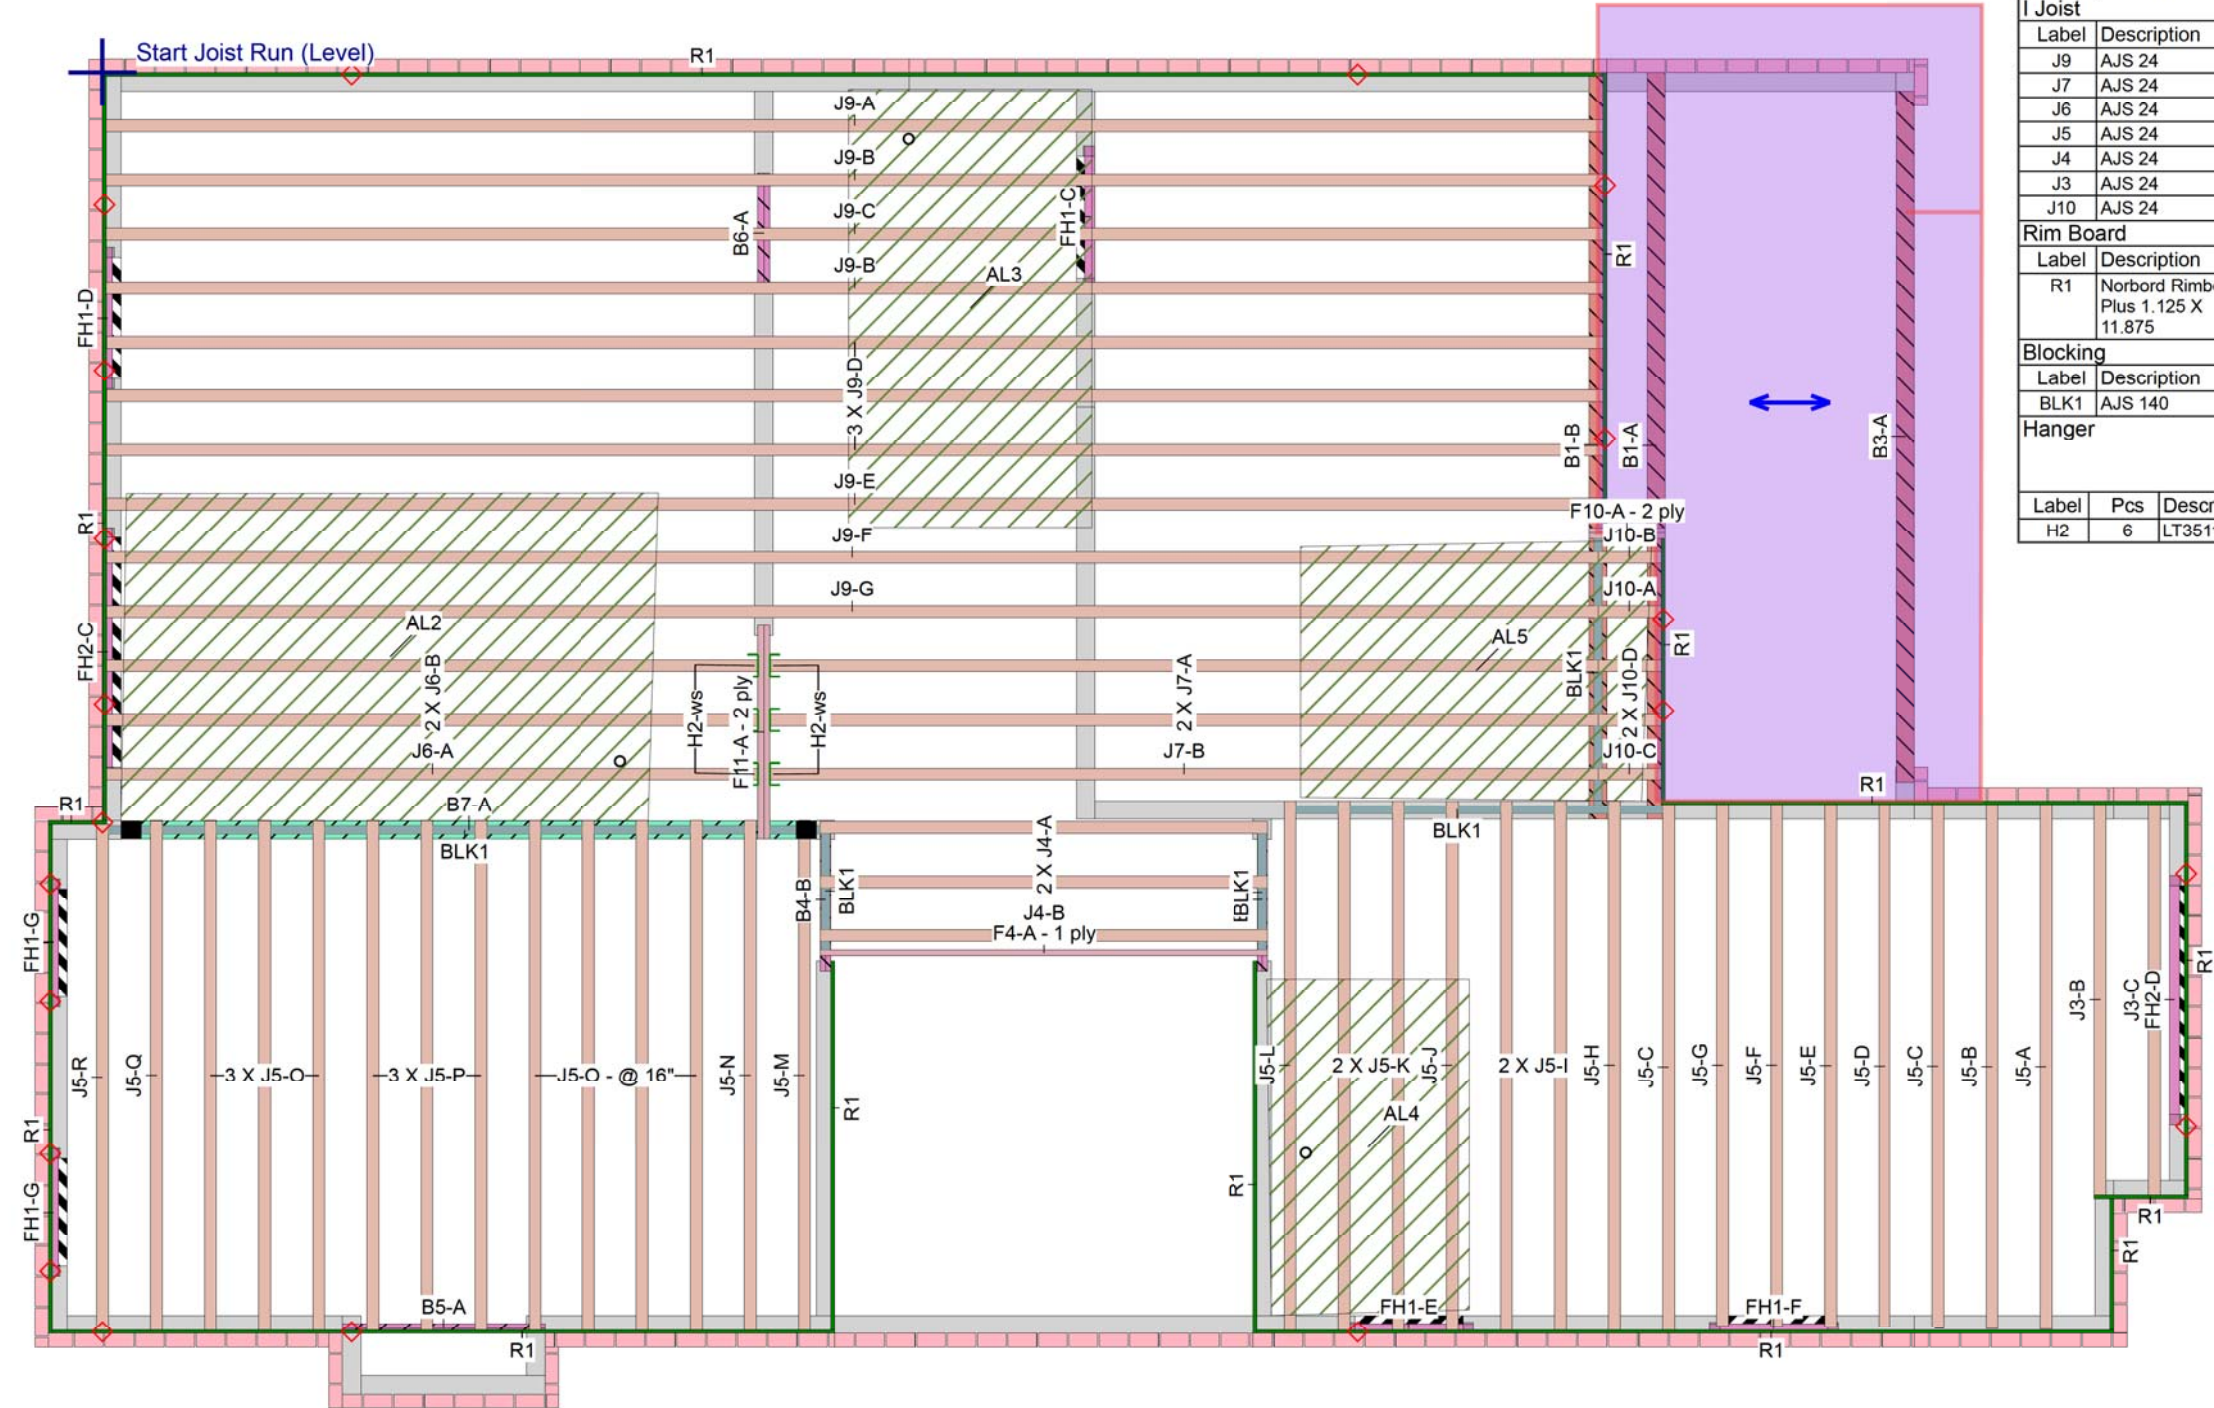 Start Joist Run (Level)
R1
J9-A
J9-B
J9-C
J9-B
B6-A
FH1-C
AL3
R1
FH1-D
3 X J9-D
B1-B
B1-A
B3-A
J9-E
F10-A - 2 ply
R1
J9-F
J10-B
J9-G
J10-A
FH2-C
AL2
AL5
R1
2 X J6-B
H2-ws
F11-A - 2 ply
H2-ws
2 X J7-A
BLK1
2 X J10-D
J6-A
J7-B
J10-C
R1
R1
B7-A
BLK1
BLK1
2 X J4-A
B4-B
BLK1
BLK1
J4-B
F4-A - 1 ply
FH1-G
R1
J3-B
J3-C
FH2-D
J5-R
J5-Q
3 X J5-O
3 X J5-P
J5-O - @ 16"
J5-N
J5-M
R1
J5-L
2 X J5-K
J5-J
2 X J5-I
J5-H
J5-C
J5-G
J5-F
J5-E
J5-D
J5-C
J5-B
J5-A
AL4
R1
R1
FH1-G
R1
R1
B5-A
FH1-E
FH1-F
R1
R1
I Joist
Label Description
J9 AJS 24
J7 AJS 24
J6 AJS 24
J5 AJS 24
J4 AJS 24
J3 AJS 24
J10 AJS 24
Rim Board
Label Description
R1 Norbord
Plus 1.125 X
11.875
Blocking
Label Description
BLK1 AJS 140
Hanger
Label Pcs
H2 6